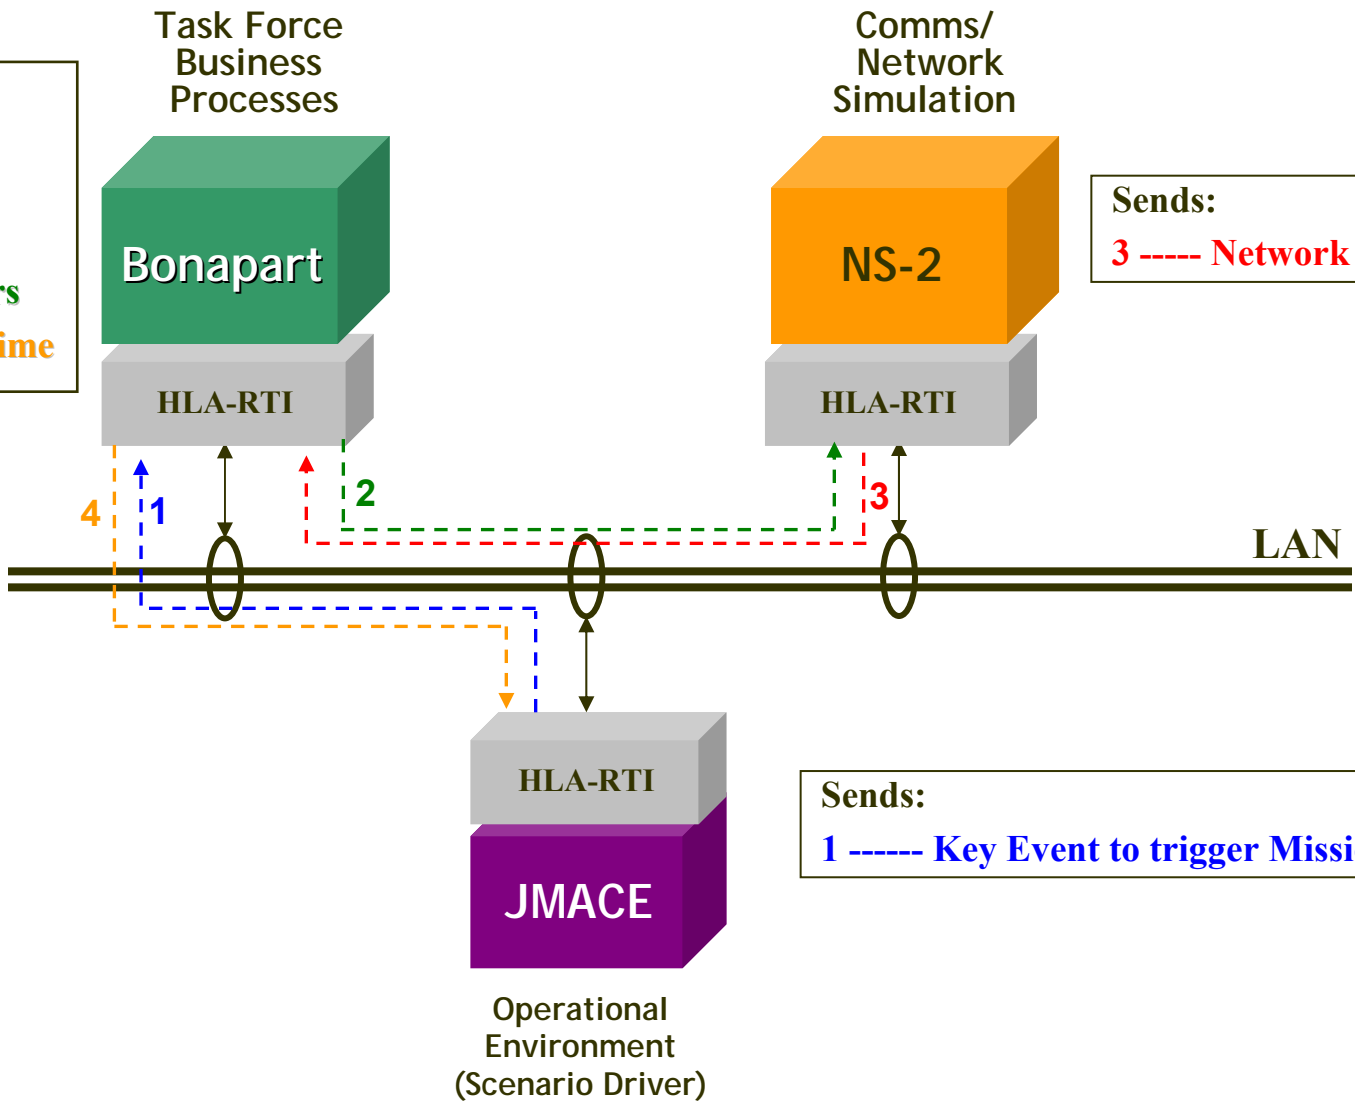 Task Force
Business
Processes
Comms/
Network
Simulation
Bonapart
NS-2
Sends:
3 ----- Network
HLA-RTI
HLA-RTI
4
1
2
3
LAN
HLA-RTI
JMACE
Sends:
1 ------ Key Event to trigger
Operational
Environment
(Scenario Driver)